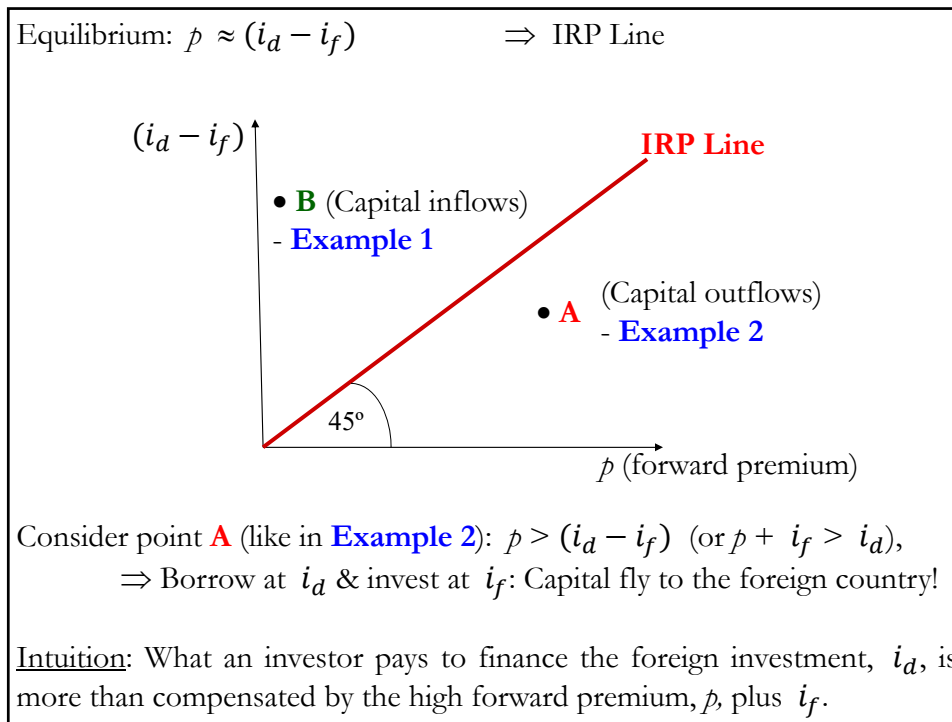 Equilibrium: p ≈ (i_d − i_f) ⇒ IRP Line
(i_d − i_f)
IRP Line
• B (Capital inflows)
- Example 1
(Capital outflows)
• A
- Example 2
45º
p (forward premium)
Consider point A (like in Example 2): p > (i_d − i_f) (or p + i_f > i_d),
⇒ Borrow at i_d & invest at i_f: Capital fly to the foreign country!
Intuition: What an investor pays to finance the foreign investment, i_d, is
more than compensated by the high forward premium, p, plus i_f.